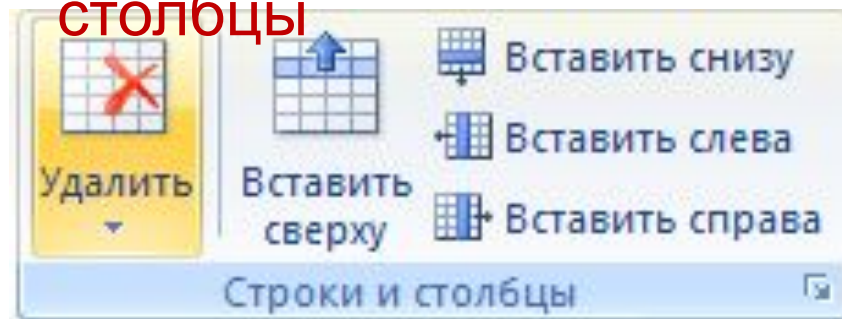 столбцы
Вставить снизу
Вставить слева
Удалить
Вставить сверху
Вставить справа
Строки и столбцы